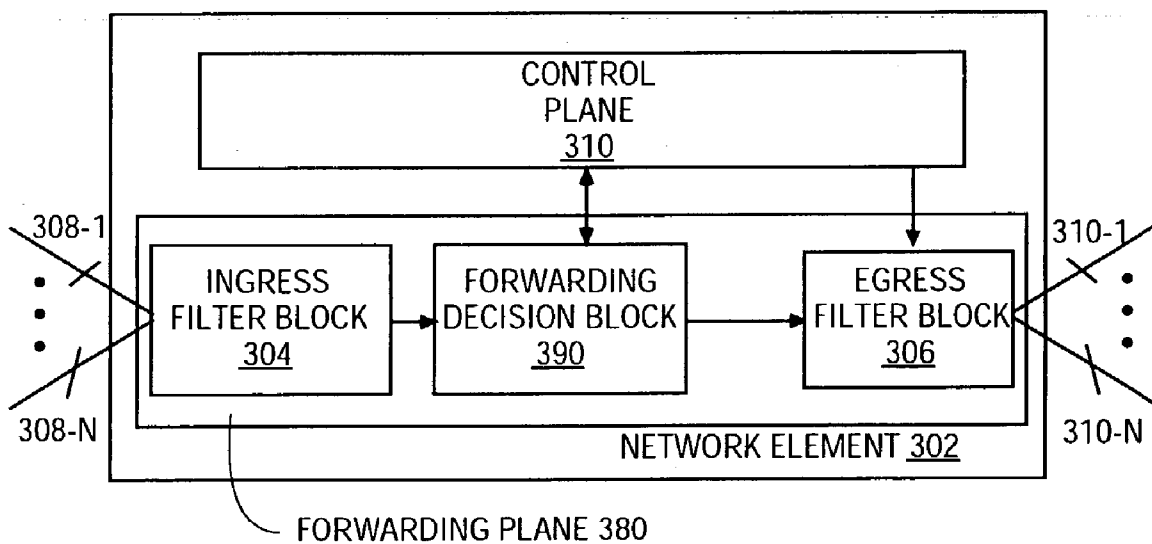 CONTROL
PLANE
310
308-1
308-N
INGRESS
FILTER BLOCK
304
FORWARDING
DECISION BLOCK
390
EGRESS
FILTER BLOCK
306
310-1
310-N
NETWORK ELEMENT 302
FORWARDING PLANE 380